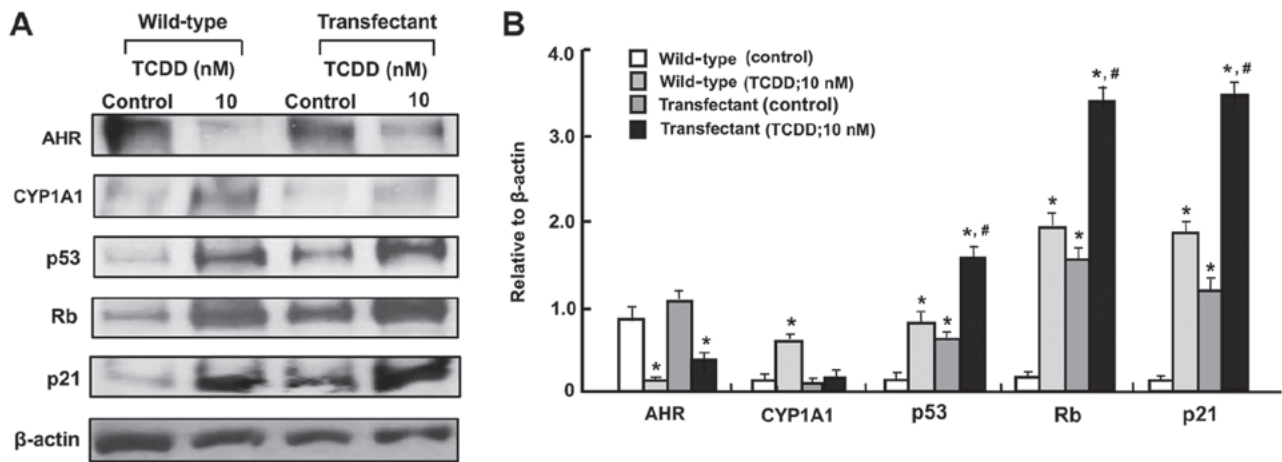 A
Wild-type Transfectant
TCDD (nM) TCDD (nM)
Control 10 Control 10
AHR
CYP1A1
p53
Rb
p21
β-actin
B
Wild-type (control)
Wild-type (TCDD;10 nM)
Transfectant (control)
Transfectant (TCDD;10 nM)
Relative to β-actin
4.0
3.0
2.0
1.0
0
* * * * * *, # * * *, # * * *, #
AHR CYP1A1 p53 Rb p21